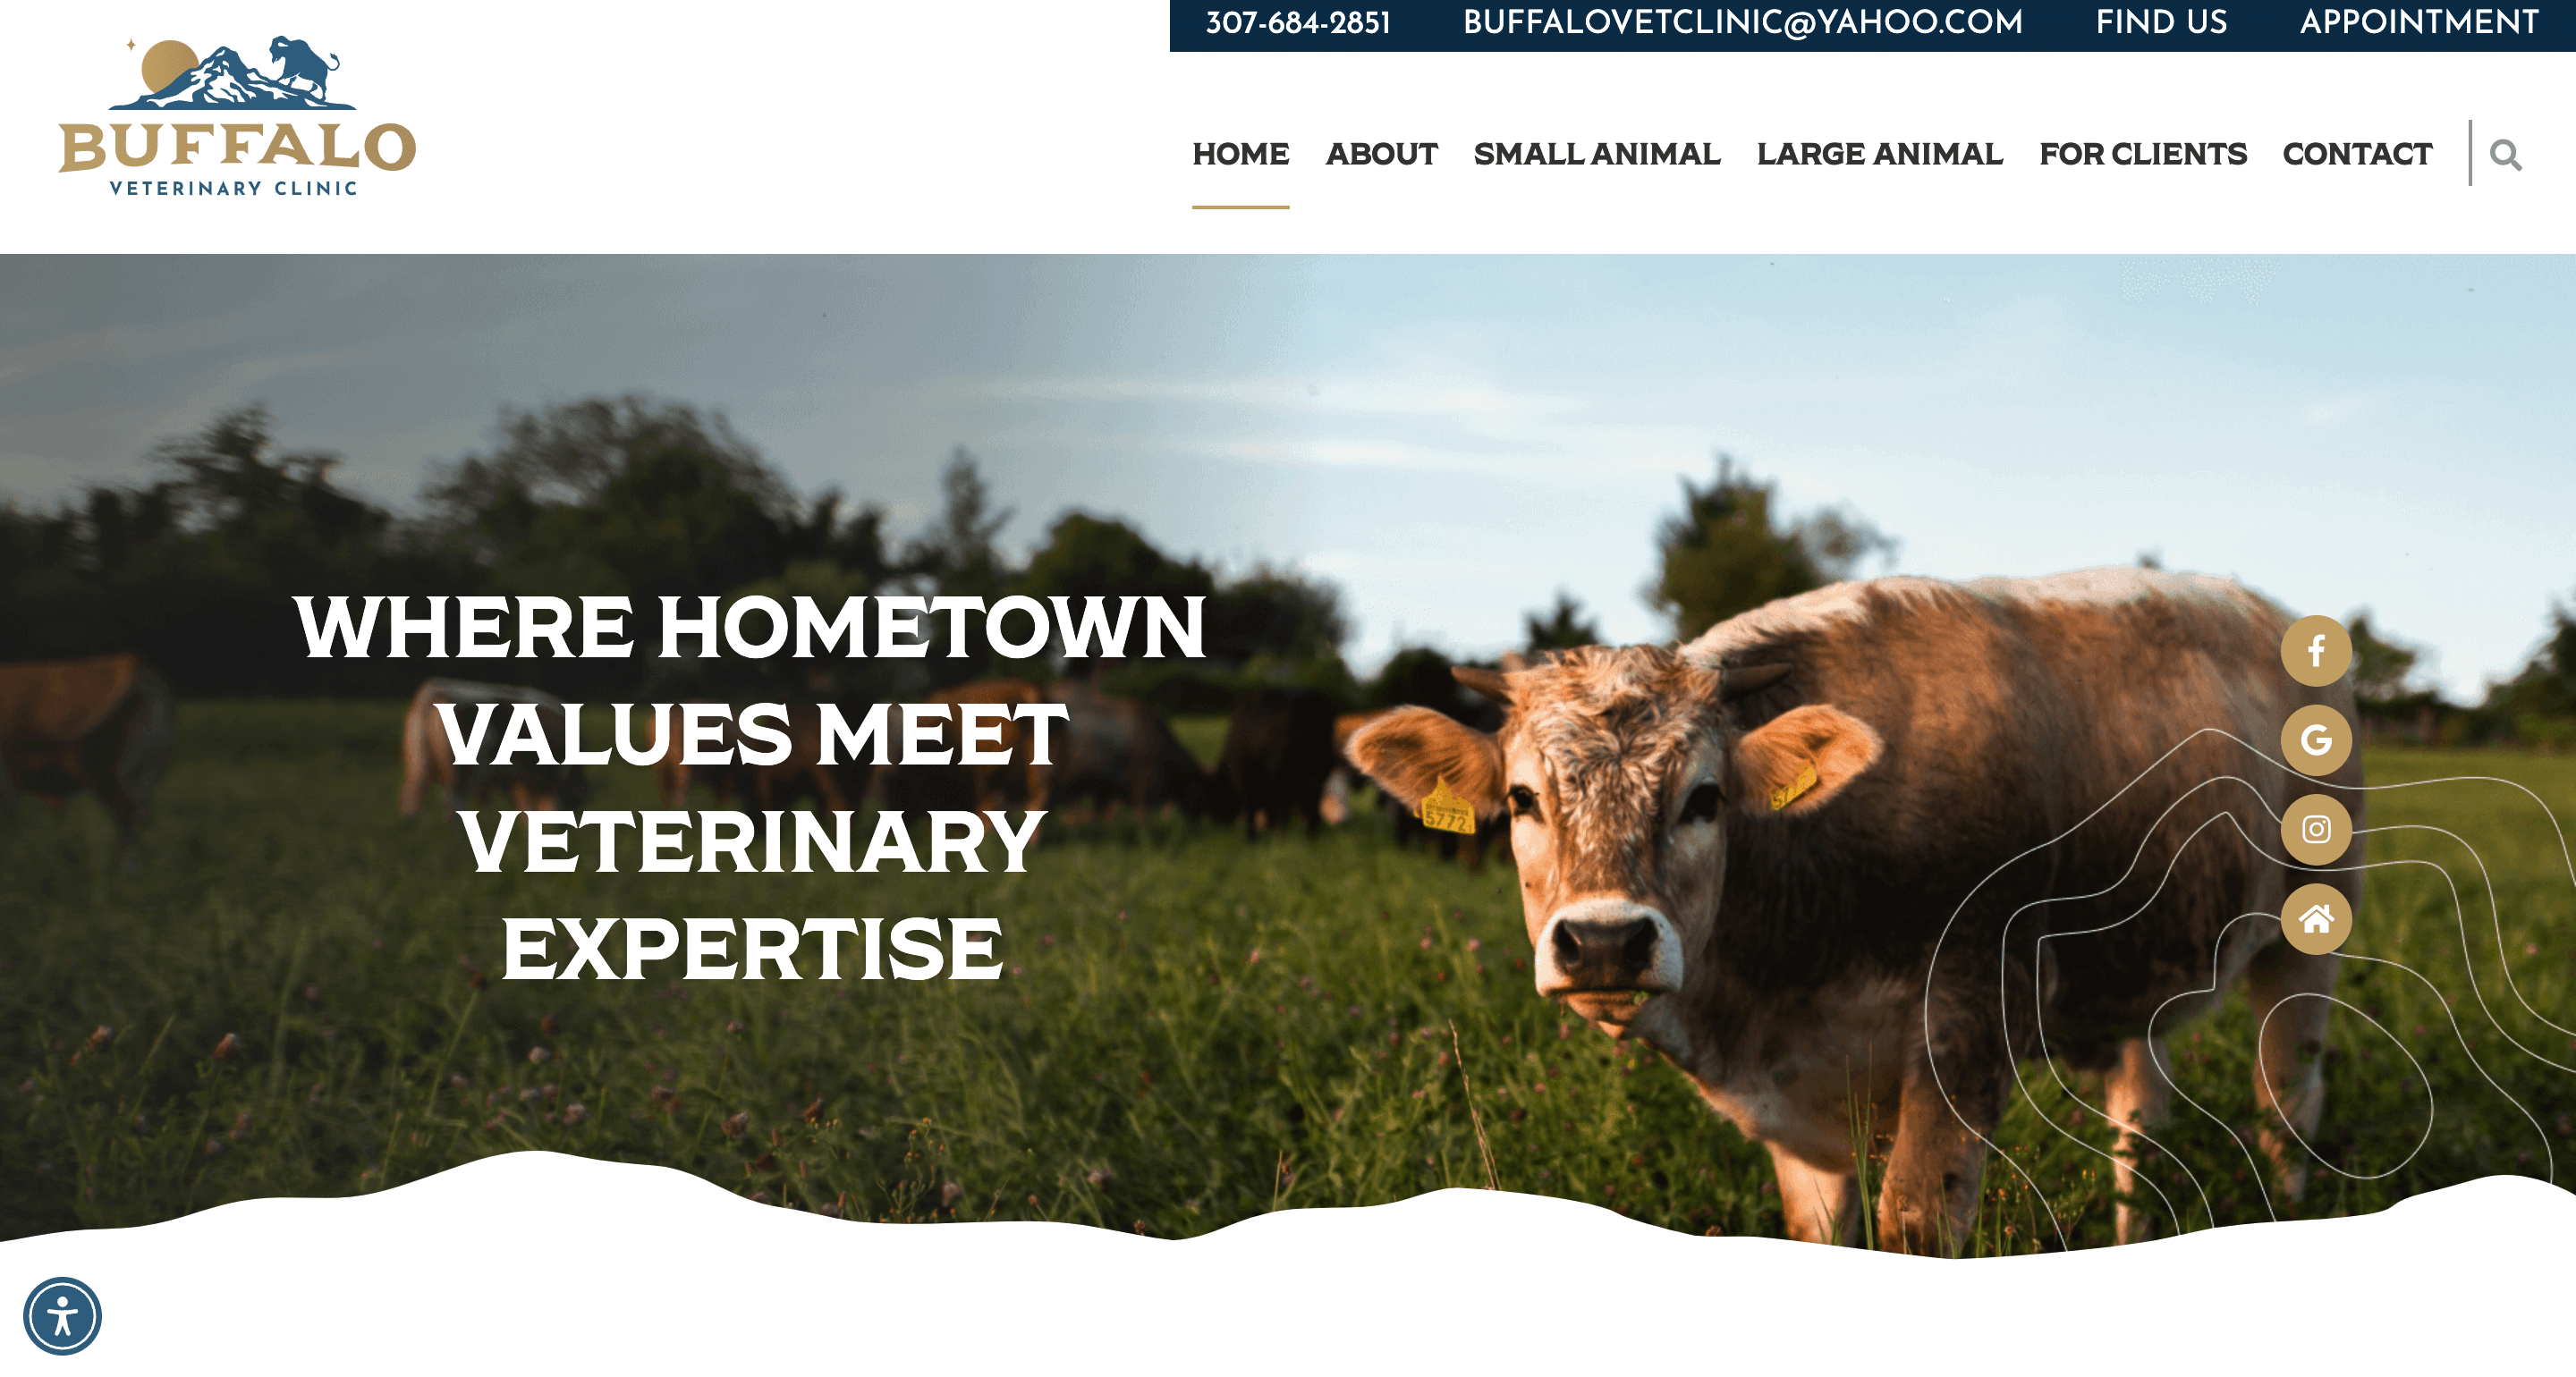 307-684-2851 BUFFALOVETCLINIC@YAHOO.COM FIND US APPOINTMENT
BUFFALO
VETERINARY CLINIC
HOME ABOUT SMALL ANIMAL LARGE ANIMAL FOR CLIENTS CONTACT
WHERE HOMETOWN
VALUES MEET
VETERINARY
EXPERTISE
5772